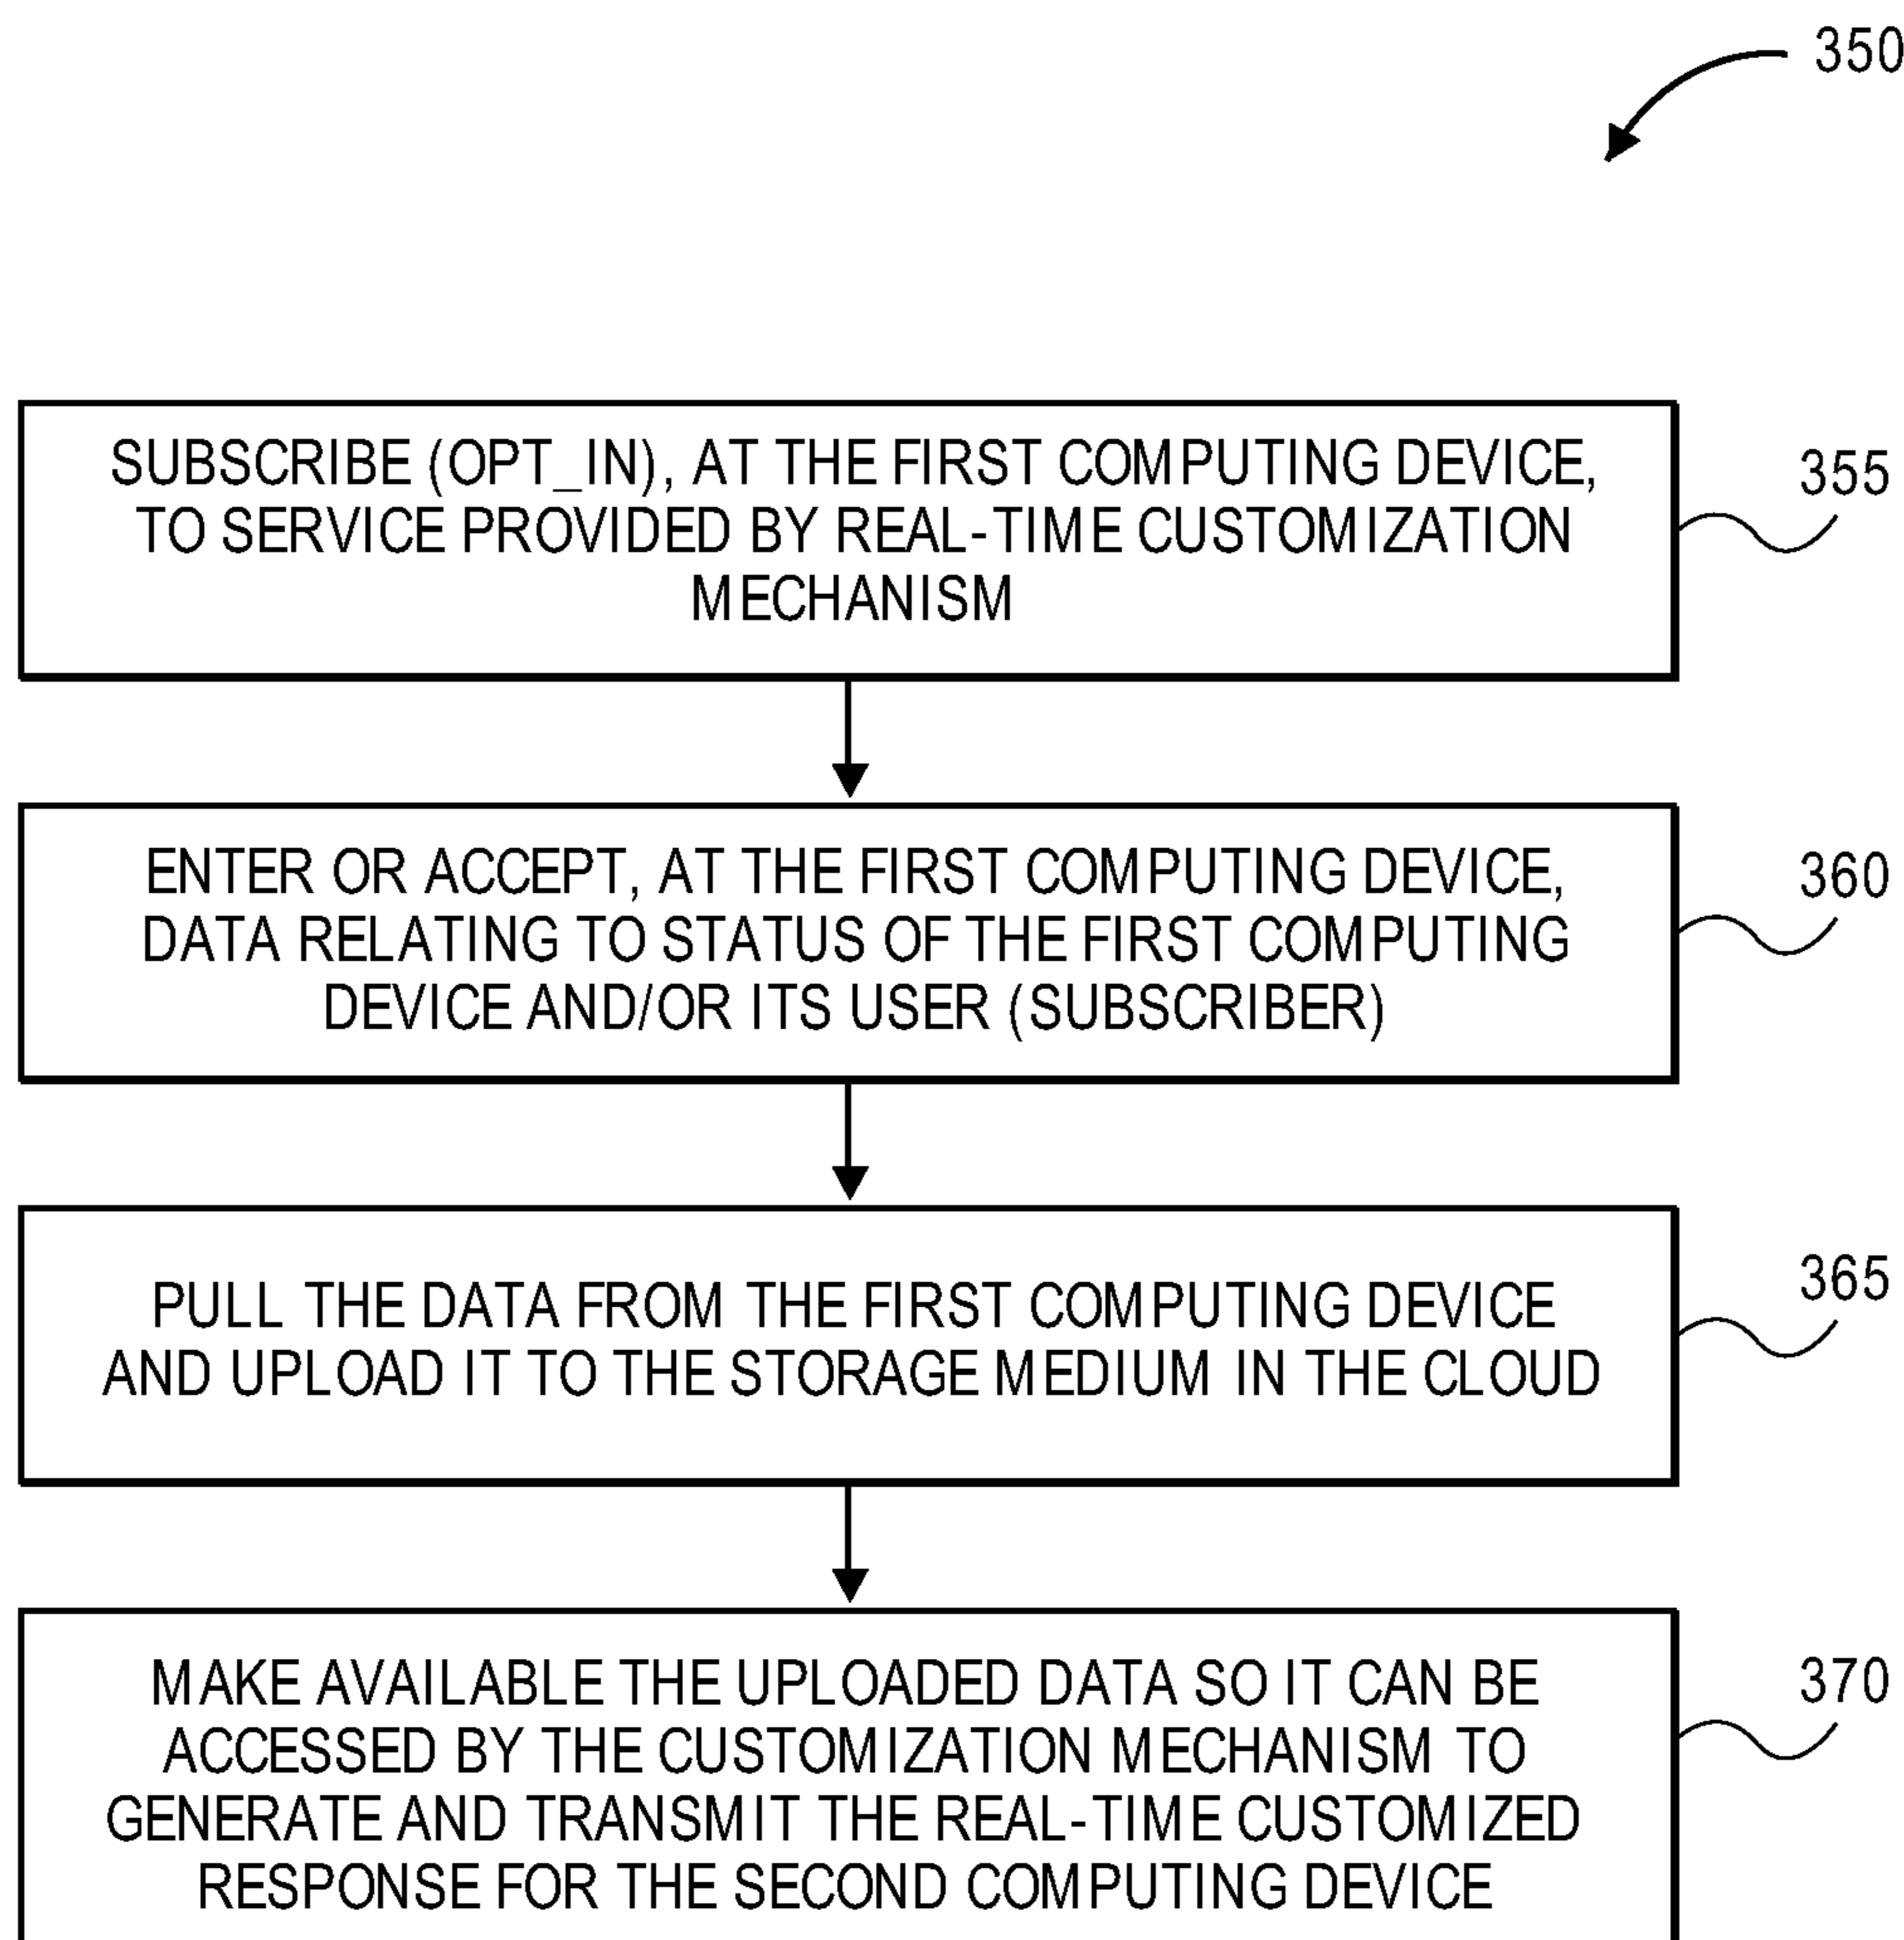 350
SUBSCRIBE (OPT_IN), AT THE FIRST COMPUTING DEVICE,
TO SERVICE PROVIDED BY REAL-TIME CUSTOMIZATION
MECHANISM
355
ENTER OR ACCEPT, AT THE FIRST COMPUTING DEVICE,
DATA RELATING TO STATUS OF THE FIRST COMPUTING
DEVICE AND/OR ITS USER (SUBSCRIBER)
360
PULL THE DATA FROM THE FIRST COMPUTING DEVICE
AND UPLOAD IT TO THE STORAGE MEDIUM IN THE CLOUD
365
MAKE AVAILABLE THE UPLOADED DATA SO IT CAN BE
ACCESSED BY THE CUSTOMIZATION MECHANISM TO
GENERATE AND TRANSMIT THE REAL-TIME CUSTOMIZED
RESPONSE FOR THE SECOND COMPUTING DEVICE
370